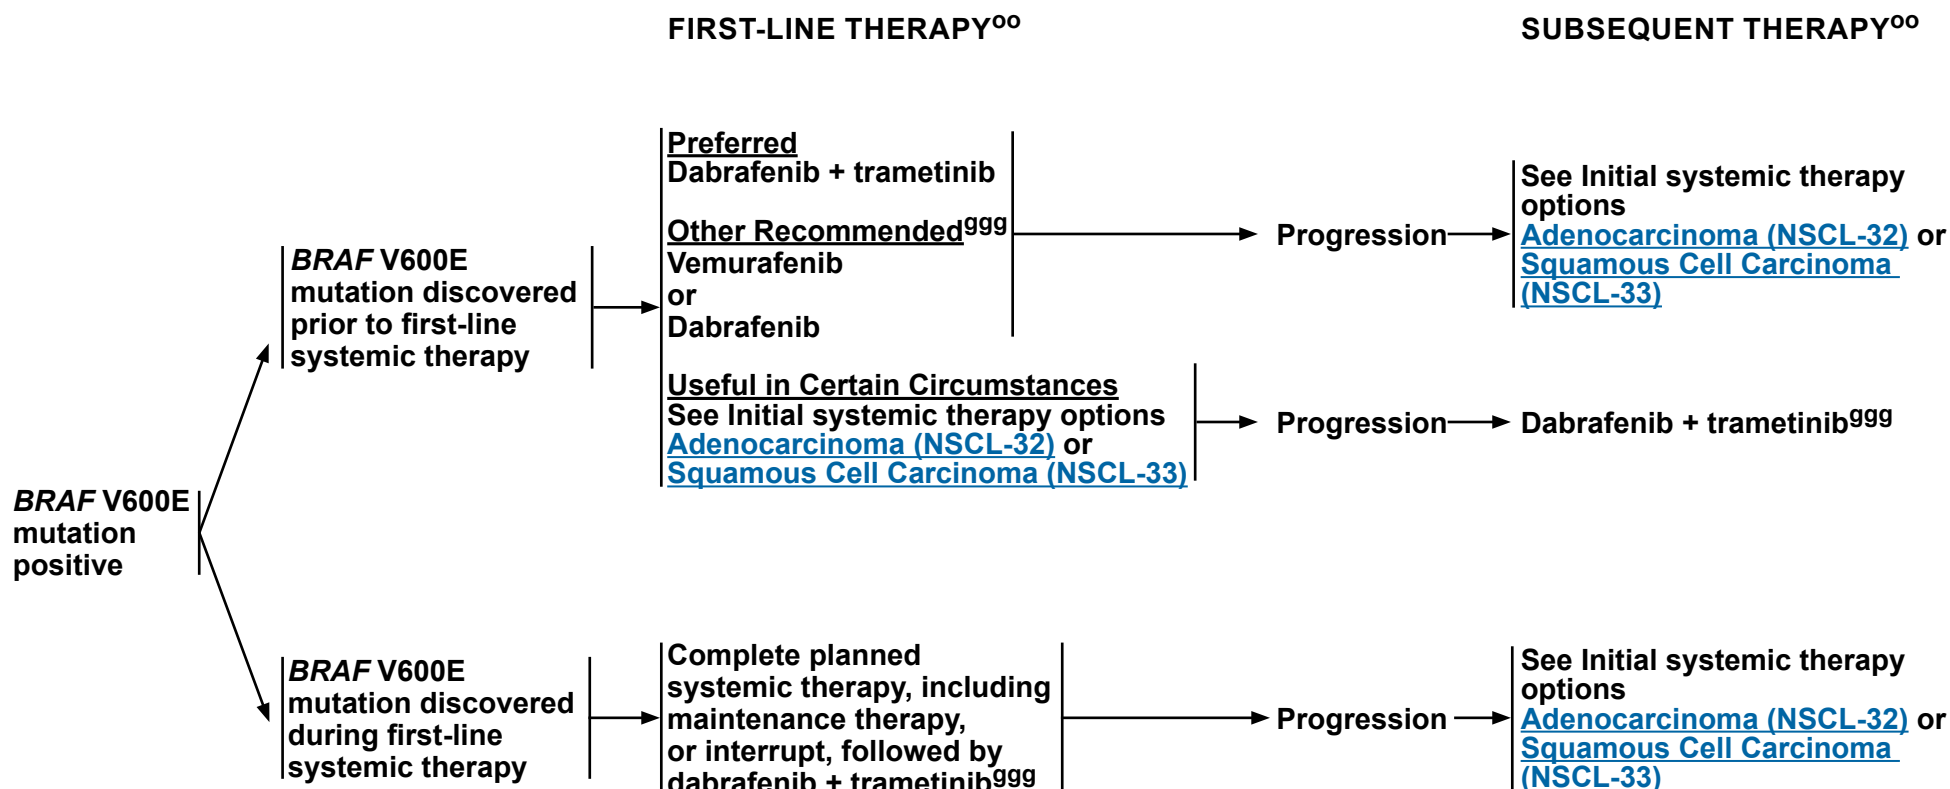 FIRST-LINE THERAPYoo
SUBSEQUENT THERAPYoo
BRAF V600E
mutation
positive
BRAF V600E
mutation discovered
prior to first-line
systemic therapy
Preferred
Dabrafenib + trametinib
Other Recommendedggg
Vemurafenib
or
Dabrafenib
Progression
See Initial systemic therapy
options
Adenocarcinoma (NSCL-32) or
Squamous Cell Carcinoma
(NSCL-33)
Useful in Certain Circumstances
See Initial systemic therapy options
Adenocarcinoma (NSCL-32) or
Squamous Cell Carcinoma (NSCL-33)
Progression
Dabrafenib + trametinibggg
BRAF V600E
mutation discovered
during first-line
systemic therapy
Complete planned
systemic therapy, including
maintenance therapy,
or interrupt, followed by
dabrafenib + trametinibggg
Progression
See Initial systemic therapy
options
Adenocarcinoma (NSCL-32) or
Squamous Cell Carcinoma
(NSCL-33)